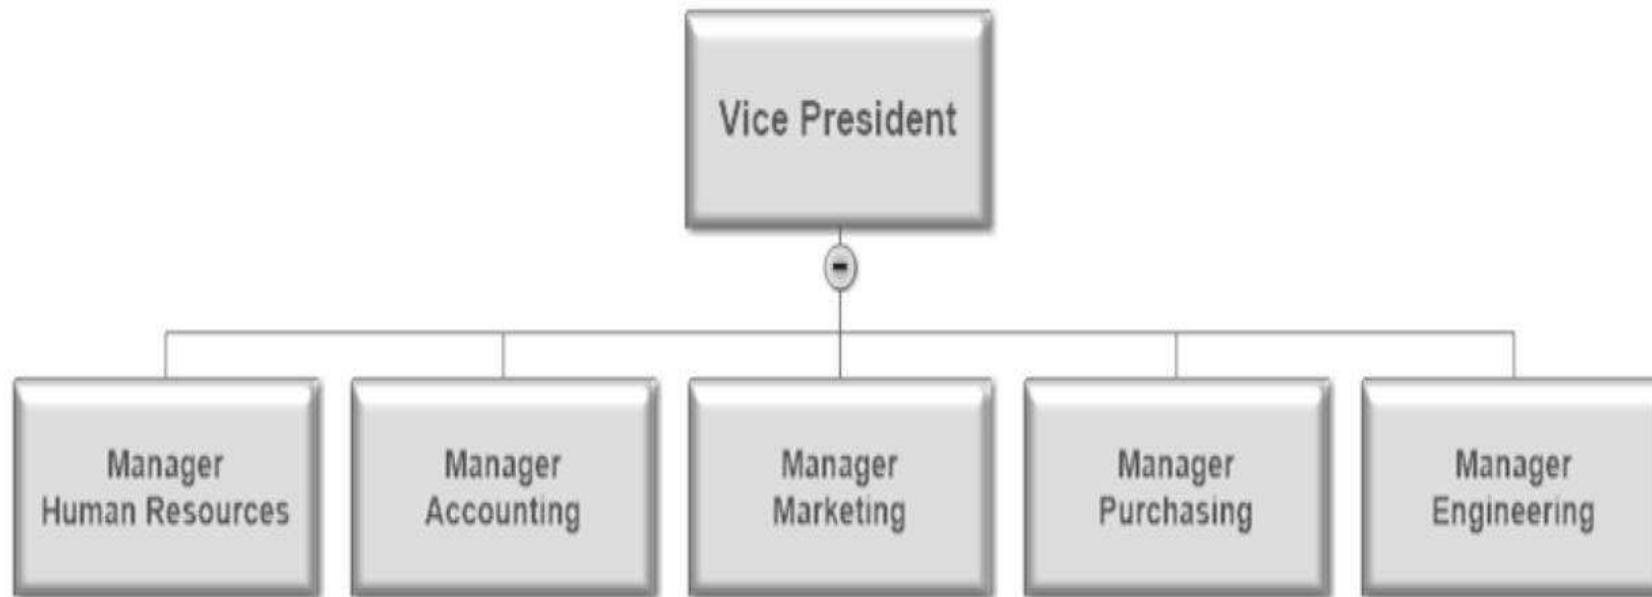 Vice President
Manager
Human Resources
Manager
Accounting
Manager
Marketing
Manager
Purchasing
Manager
Engineering